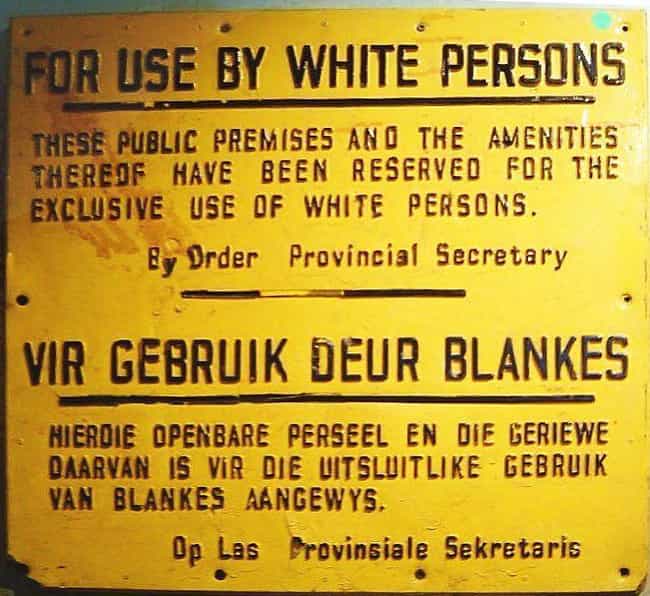 FOR USE BY WHITE PERSONS
THESE PUBLIC PREMISES AND THE AMENITIES
THEREOF HAVE BEEN RESERVED FOR THE
EXCLUSIVE USE OF WHITE PERSONS.
By Order Provincial Secretary
VIR GEBRUIK DEUR BLANKES
HIERDIE OPENBARE PERSEEL EN DIE GERIEWE
DAARVAN IS VIR DIE UITSLUITLIKE GEBRUIK
VAN BLANKES AANGEWYS.
Op Las Provinsiale Sekretaris